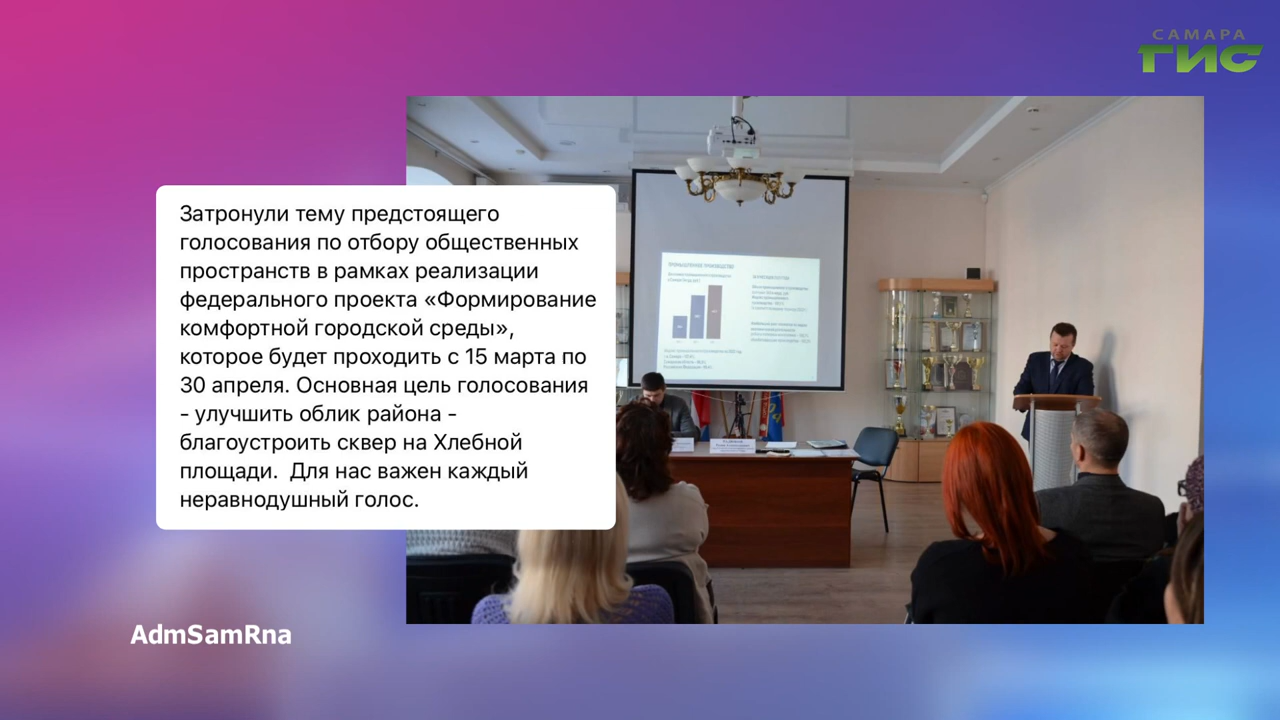 САМАРА
ГИС
Затронули тему предстоящего
голосования по отбору общественных
пространств в рамках реализации
федерального проекта «Формирование
комфортной городской среды»,
которое будет проходить с 15 марта по
30 апреля. Основная цель голосования
- улучшить облик района -
благоустроить сквер на Хлебной
площади. Для нас важен каждый
неравнодушный голос.
ПРОМЫШЛЕННОЕ ПРОИЗВОДСТВО
AdmSamRna